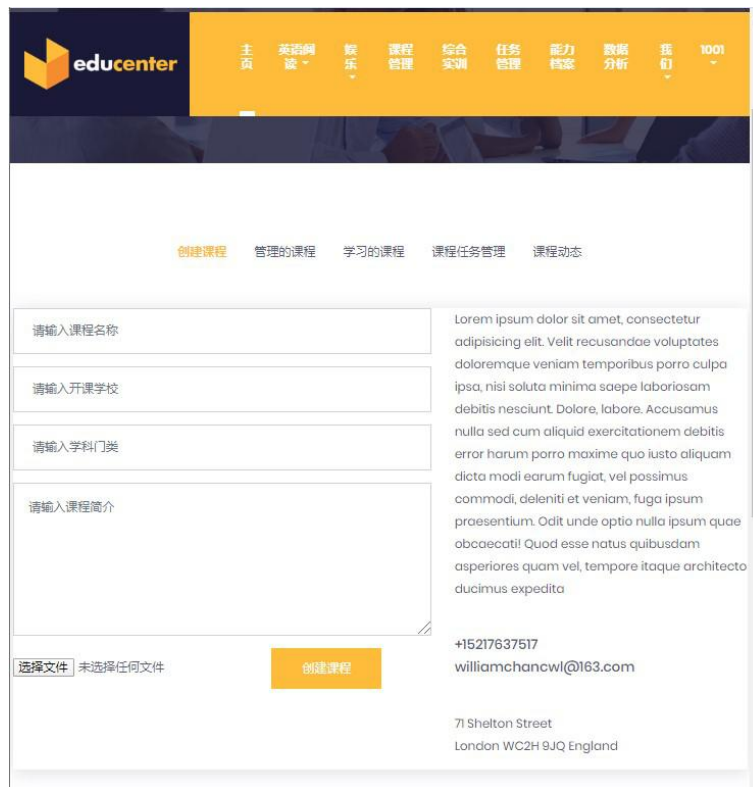 educenter
主页
英语阅读
娱乐
课程管理
综合实训
任务管理
能力档案
数据分析
我们
1001
创建课程 管理的课程 学习的课程 课程任务管理 课程动态
请输入课程名称
请输入开课学校
请输入学科门类
请输入课程简介
选择文件 未选择任何文件
创建课程
Lorem ipsum dolor sit amet, consectetur
adipisicing elit. Velit recusandae voluptates
doloremque veniam temporibus porro culpa
ipsa, nisi soluta minima saepe laboriosam
debitis nesciunt. Dolore, labore. Accusamus
nulla sed cum aliquid exercitationem debitis
error harum porro maxime quo iusto aliquam
dicta modi earum fugiat, vel possimus
commodi, deleniti et veniam, fuga ipsum
praesentium. Odit unde optio nulla ipsum quae
obcaecati! Quod esse natus quibusdam
asperiores quam vel, tempore itaque architecto
ducimus expedita
+15217637517
williamchancwl@163.com
71 Shelton Street
London WC2H 9JQ England